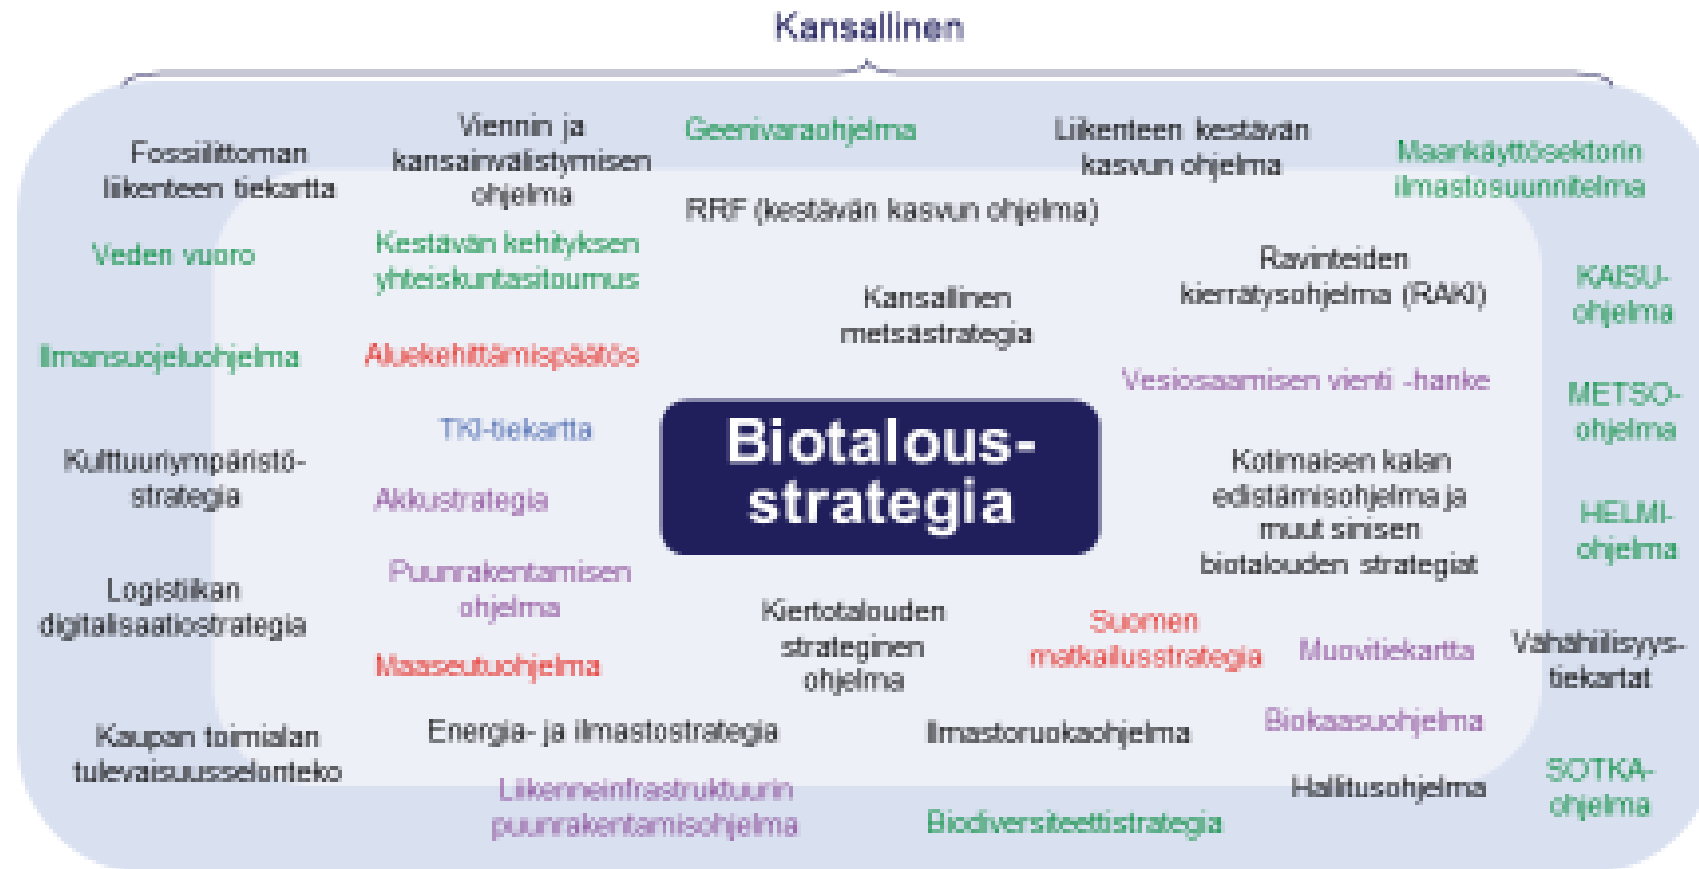 Kansallinen
Fossiilittoman
liikenteen tiekartta
Viennin ja
kansainvälistymisen
ohjelma
Geenivaraohjelma
Liikenteen kestävän
kasvun ohjelma
Maankäyttösektorin
ilmastosuunnitelma
RRF (kestävän kasvun ohjelma)
Veden vuoro
Kestävän kehityksen
yhteiskuntasitoumus
Kansallinen
metsästrategia
Ravinteiden
kierrätysohjelma (RAKI)
KAISU-
ohjelma
Ilmansuojeluohjelma
Aluekehittämispäätös
Vesiosaamisen vienti -hanke
METSO-
ohjelma
TKI-tiekartta
Biotalous-
strategia
Kulttuuriympäristö-
strategia
Akkustrategia
Kotimaisen kalan
edistämisohjelma ja
muut sinisen
biotalouden strategiat
HELMI-
ohjelma
Puunrakentamisen
ohjelma
Logistiikan
digitalisaatiostrategia
Kiertotalouden
strateginen
ohjelma
Suomen
matkailusstrategia
Muovitiekartta
Vähähiilisyys-
tiekartat
Maaseutuohjelma
Kaupan toimialan
tulevaisuusselonteko
Energia- ja ilmastostrategia
Ilmastoruokaohjelma
Biokaasuohjelma
Liikenneinfrastruktuurin
puunrakentamisohjelma
Biodiversiteettistrategia
Hallitusohjelma
SOTKA-
ohjelma